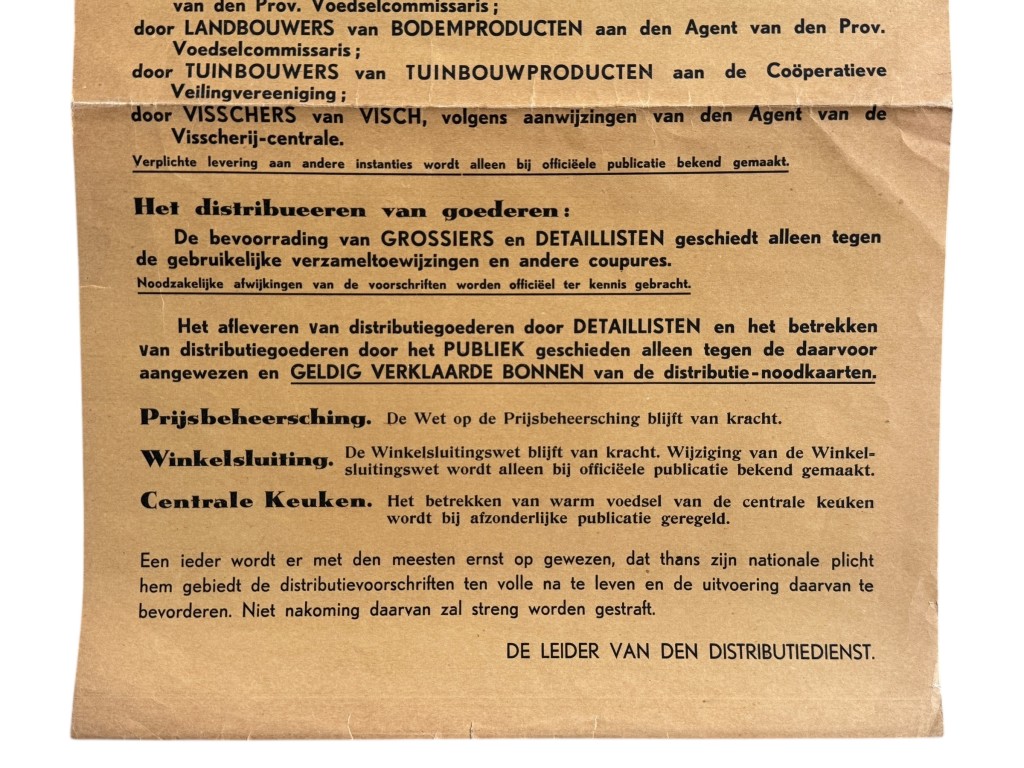 van den Prov. Voedselcommissaris;
door LANDBOUWERS van BODEMPRODUCTEN aan den Agent van den Prov.
Voedselcommissaris;
door TUINBOUWERS van TUINBOUWPRODUCTEN aan de Coöperatieve
Veilingvereeniging;
door VISSCHERS van VISCH, volgens aanwijzingen van den Agent van de
Visscherij-centrale.
Verplichte levering aan andere instanties wordt alleen bij officiëele publicatie bekend gemaakt.
Het distribueeren van goederen:
De bevoorrading van GROSSIERS en DETAILLISTEN geschiedt alleen tegen
de gebruikelijke verzameltoewijzingen en andere coupures.
Noodzakelijke afwijkingen van de voorschriften worden officiëel ter kennis gebracht.
Het afleveren van distributiegoederen door DETAILLISTEN en het betrekken
van distributiegoederen door het PUBLIEK geschieden alleen tegen de daarvoor
aangewezen en GELDIG VERKLAARDE BONNEN van de distributie-noodkaarten.
Prijsbeheersching. De Wet op de Prijsbeheersching blijft van kracht.
Winkelsluiting. De Winkelsluitingswet blijft van kracht. Wijziging van de Winkel-
sluitingswet wordt alleen bij officiëele publicatie bekend gemaakt.
Centrale Keuken. Het betrekken van warm voedsel van de centrale keuken
wordt bij afzonderlijke publicatie geregeld.
Een ieder wordt er met den meesten ernst op gewezen, dat thans zijn nationale plicht
hem gebiedt de distributievoorschriften ten volle na te leven en de uitvoering daarvan te
bevorderen. Niet nakoming daarvan zal streng worden gestraft.
DE LEIDER VAN DEN DISTRIBUTIEDIENST.